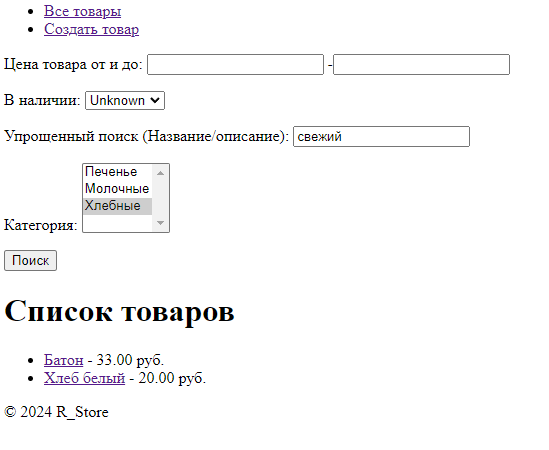 Все товары
Создать товар
Цена товара от и до: -
В наличии: Unknown
Упрощенный поиск (Название/описание): свежий
Печенье
Молочные
Хлебные
Категория:
Поиск
Список товаров
Батон - 33.00 руб.
Хлеб белый - 20.00 руб.
© 2024 R_Store